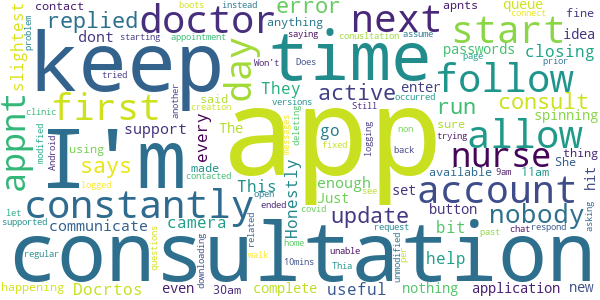 contact
boots
instead
doctor
next
error
queue
apnts
connect
replied
anything
fine
starting
appointment
problem
dont
consultation
assume
idea
slightest
keep
time
start
Won't
saying
Does
page
passwords
closing
tried
prior
They
day
another
versions
Still
occurred
enter
follow
first
active
run
spinning
creation
deleting
logging
trying
said
The
go
sure
consult
app
support
messages
fixed
non
back
clinic
using
every
allow
modified
Android
appnt
I'm
nurse
She
thing
logged
contacted
says
This
enough
set
available
9am
11am
made
Honestly
Just
see
button
hit
constantly
account
let
supported
camera
update
nobody
open
covid
request
chat
respond
related
ended
past
asking
communicate
bit
regular
questions
downloading
home
unable
unmodified
help
walk
10mins
Thia
per
happening
Docrtos
complete
useful
nothing
even
30am
application
new
consultation